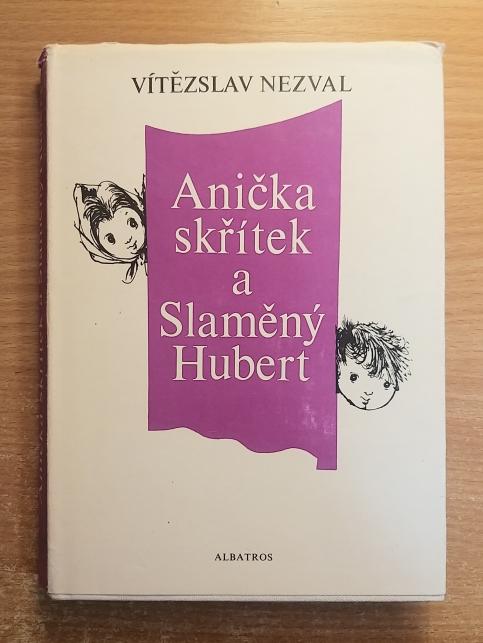 VÍTĚZSLAV NEZVAL
Anička
skřítek
a
Slaměný
Hubert
ALBATROS